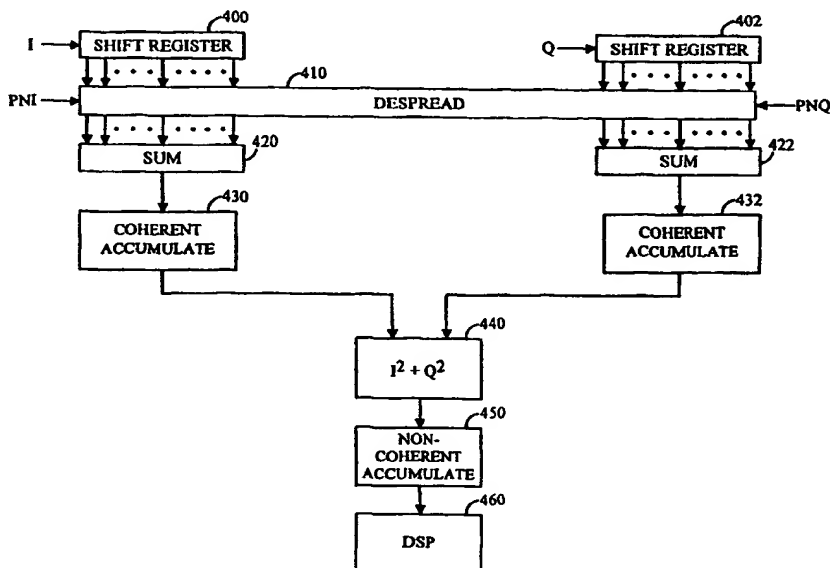 400
402
I
SHIFT REGISTER
Q
SHIFT REGISTER
410
PNI
DESPREAD
PNQ
420
422
SUM
SUM
430
432
COHERENT
ACCUMULATE
COHERENT
ACCUMULATE
440
I² + Q²
450
NON-
COHERENT
ACCUMULATE
460
DSP